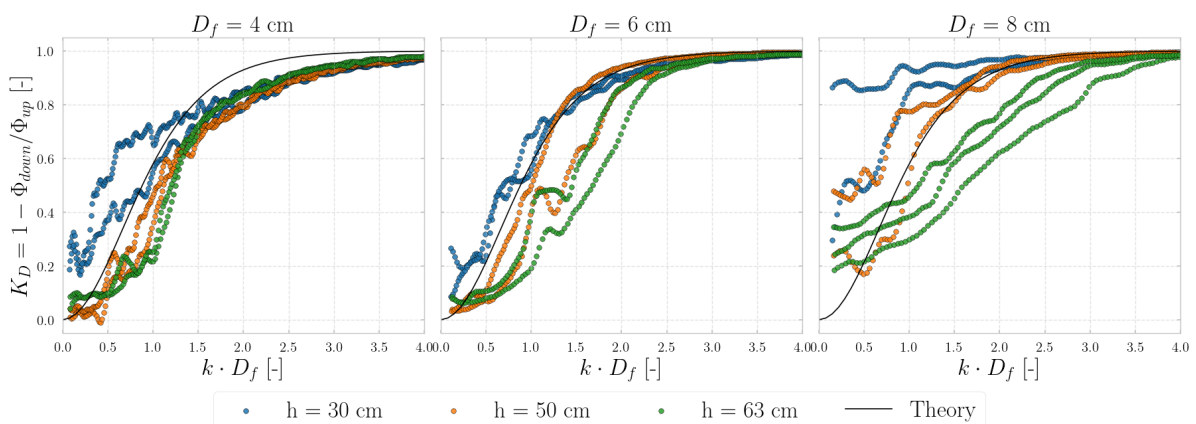 D_f = 4 cm D_f = 6 cm D_f = 8 cm
K_D = 1 − Φ_down/Φ_up [-]
1.0
0.8
0.6
0.4
0.2
0.0
0.0 0.5 1.0 1.5 2.0 2.5 3.0 3.5 4.0 0.0 0.5 1.0 1.5 2.0 2.5 3.0 3.5 4.0 0.0 0.5 1.0 1.5 2.0 2.5 3.0 3.5 4.0
k · D_f [-] k · D_f [-] k · D_f [-]
h = 30 cm h = 50 cm h = 63 cm Theory